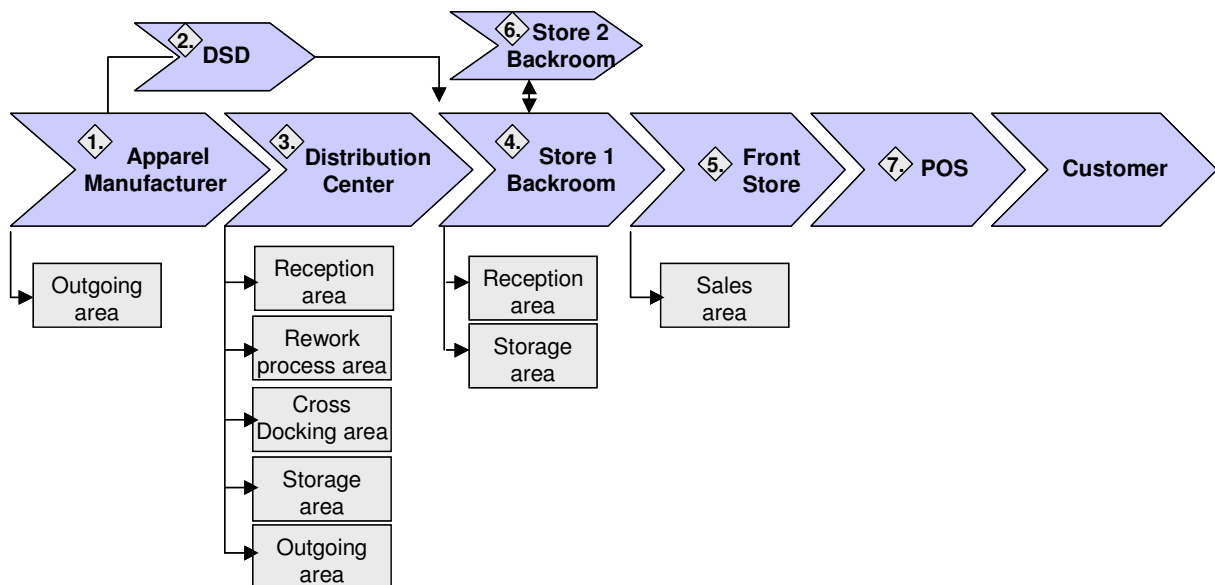 2.
DSD
6.
Store 2
Backroom
1.
Apparel
Manufacturer
3.
Distribution
Center
4.
Store 1
Backroom
5.
Front
Store
7.
POS
Customer
Outgoing
area
Reception
area
Rework
process area
Cross
Docking area
Storage
area
Outgoing
area
Reception
area
Storage
area
Sales
area